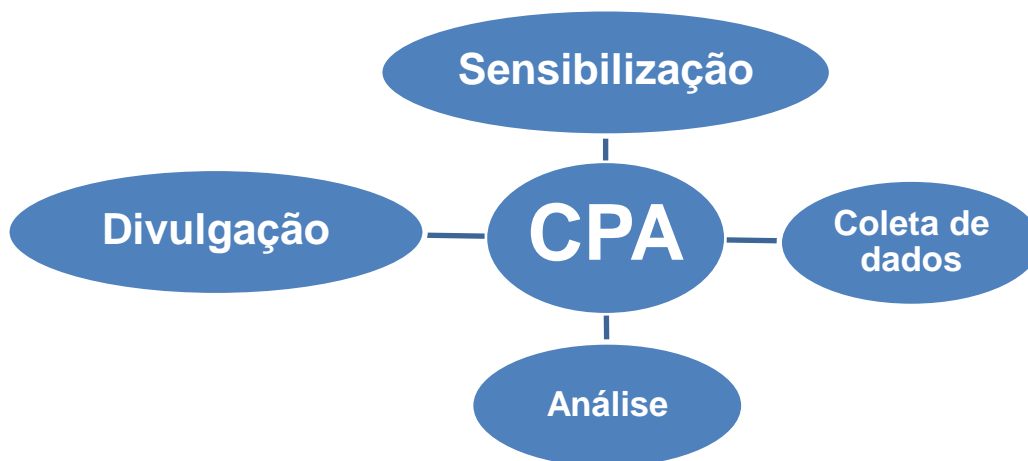 Sensibilização
Divulgação
CPA
Coleta de
dados
Análise